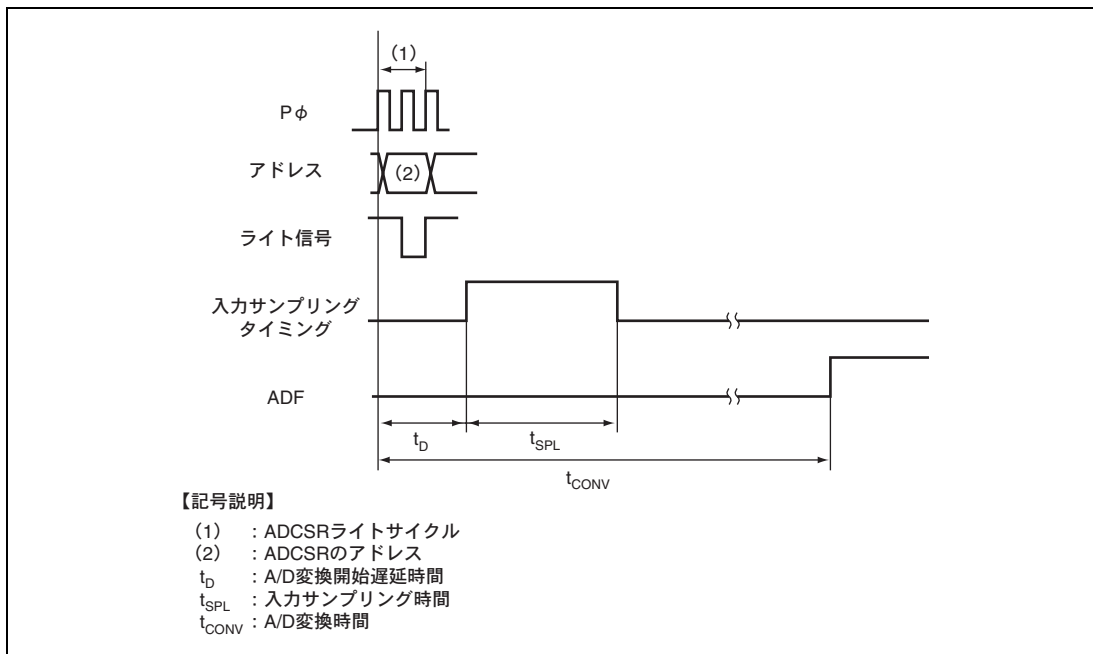 (1)
Pφ
アドレス
(2)
ライト信号
入力サンプリング
タイミング
ADF
tD
tSPL
tCONV
【記号説明】
(1) : ADCSRライトサイクル
(2) : ADCSRのアドレス
tD : A/D変換開始遅延時間
tSPL : 入力サンプリング時間
tCONV : A/D変換時間